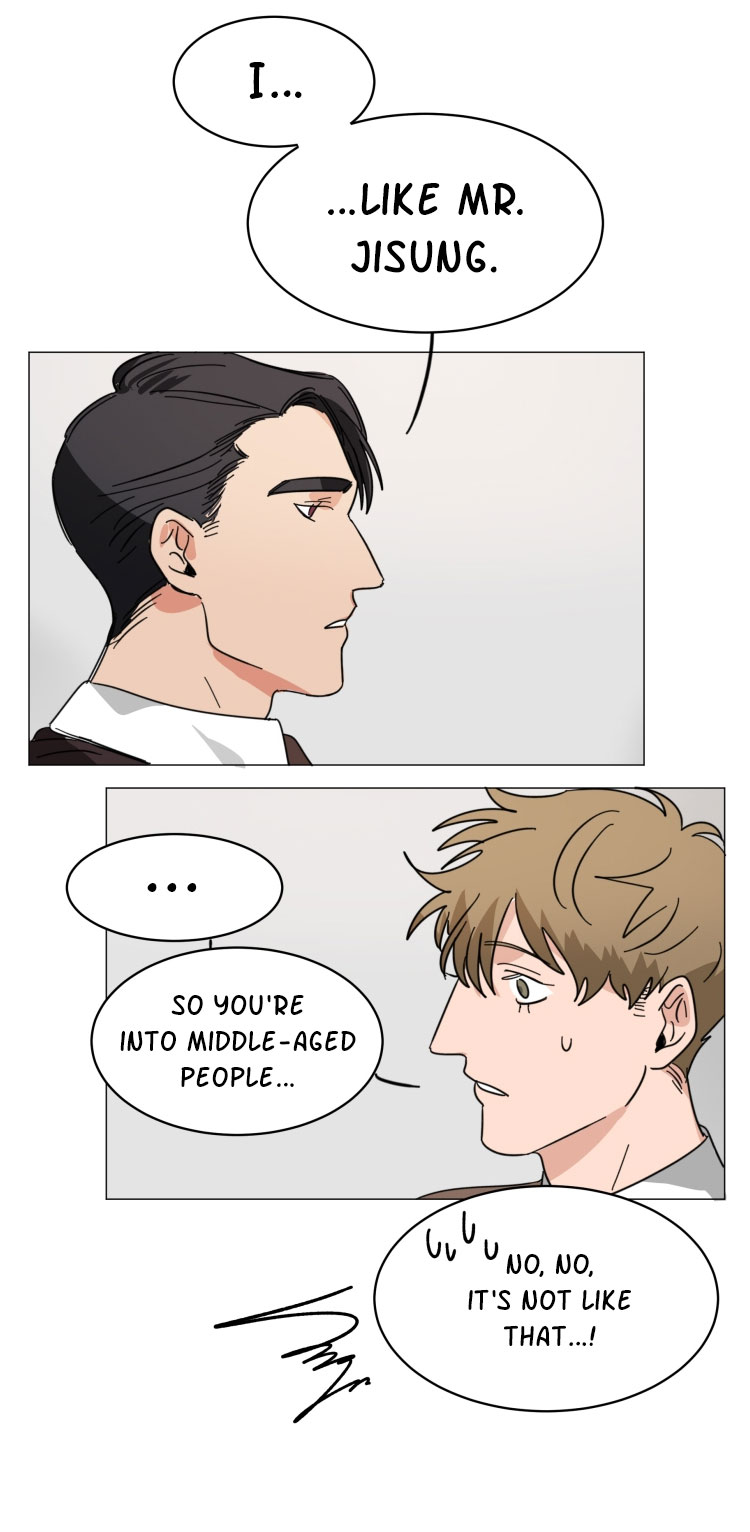 I...
...LIKE MR.
JISUNG.
...
SO YOU'RE
INTO MIDDLE-AGED
PEOPLE...
NO, NO,
IT'S NOT LIKE
THAT...!